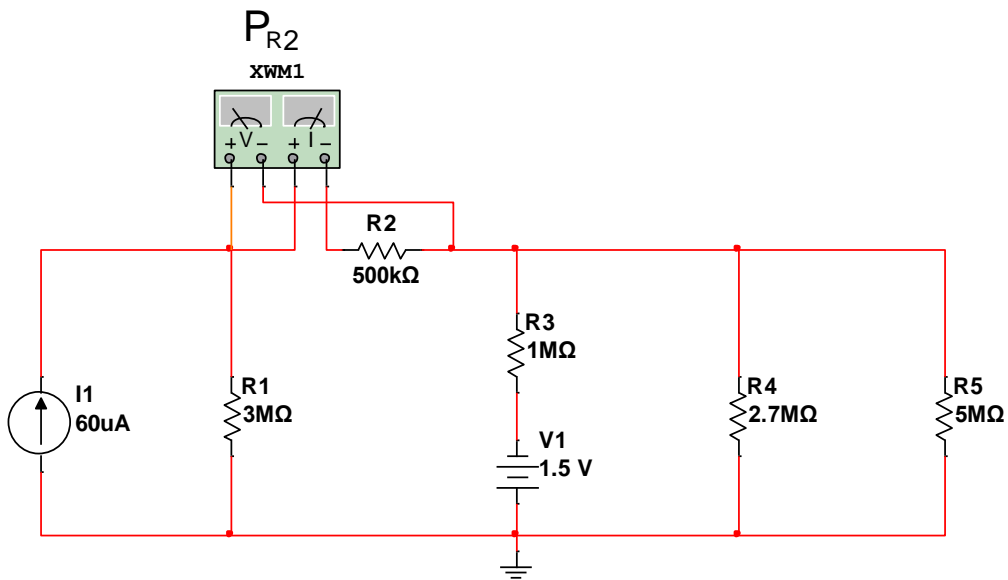 PR2
XWM1
V I
+ − + −
R2
500kΩ
R3
1MΩ
I1
60uA
R1
3MΩ
R4
2.7MΩ
R5
5MΩ
V1
1.5 V